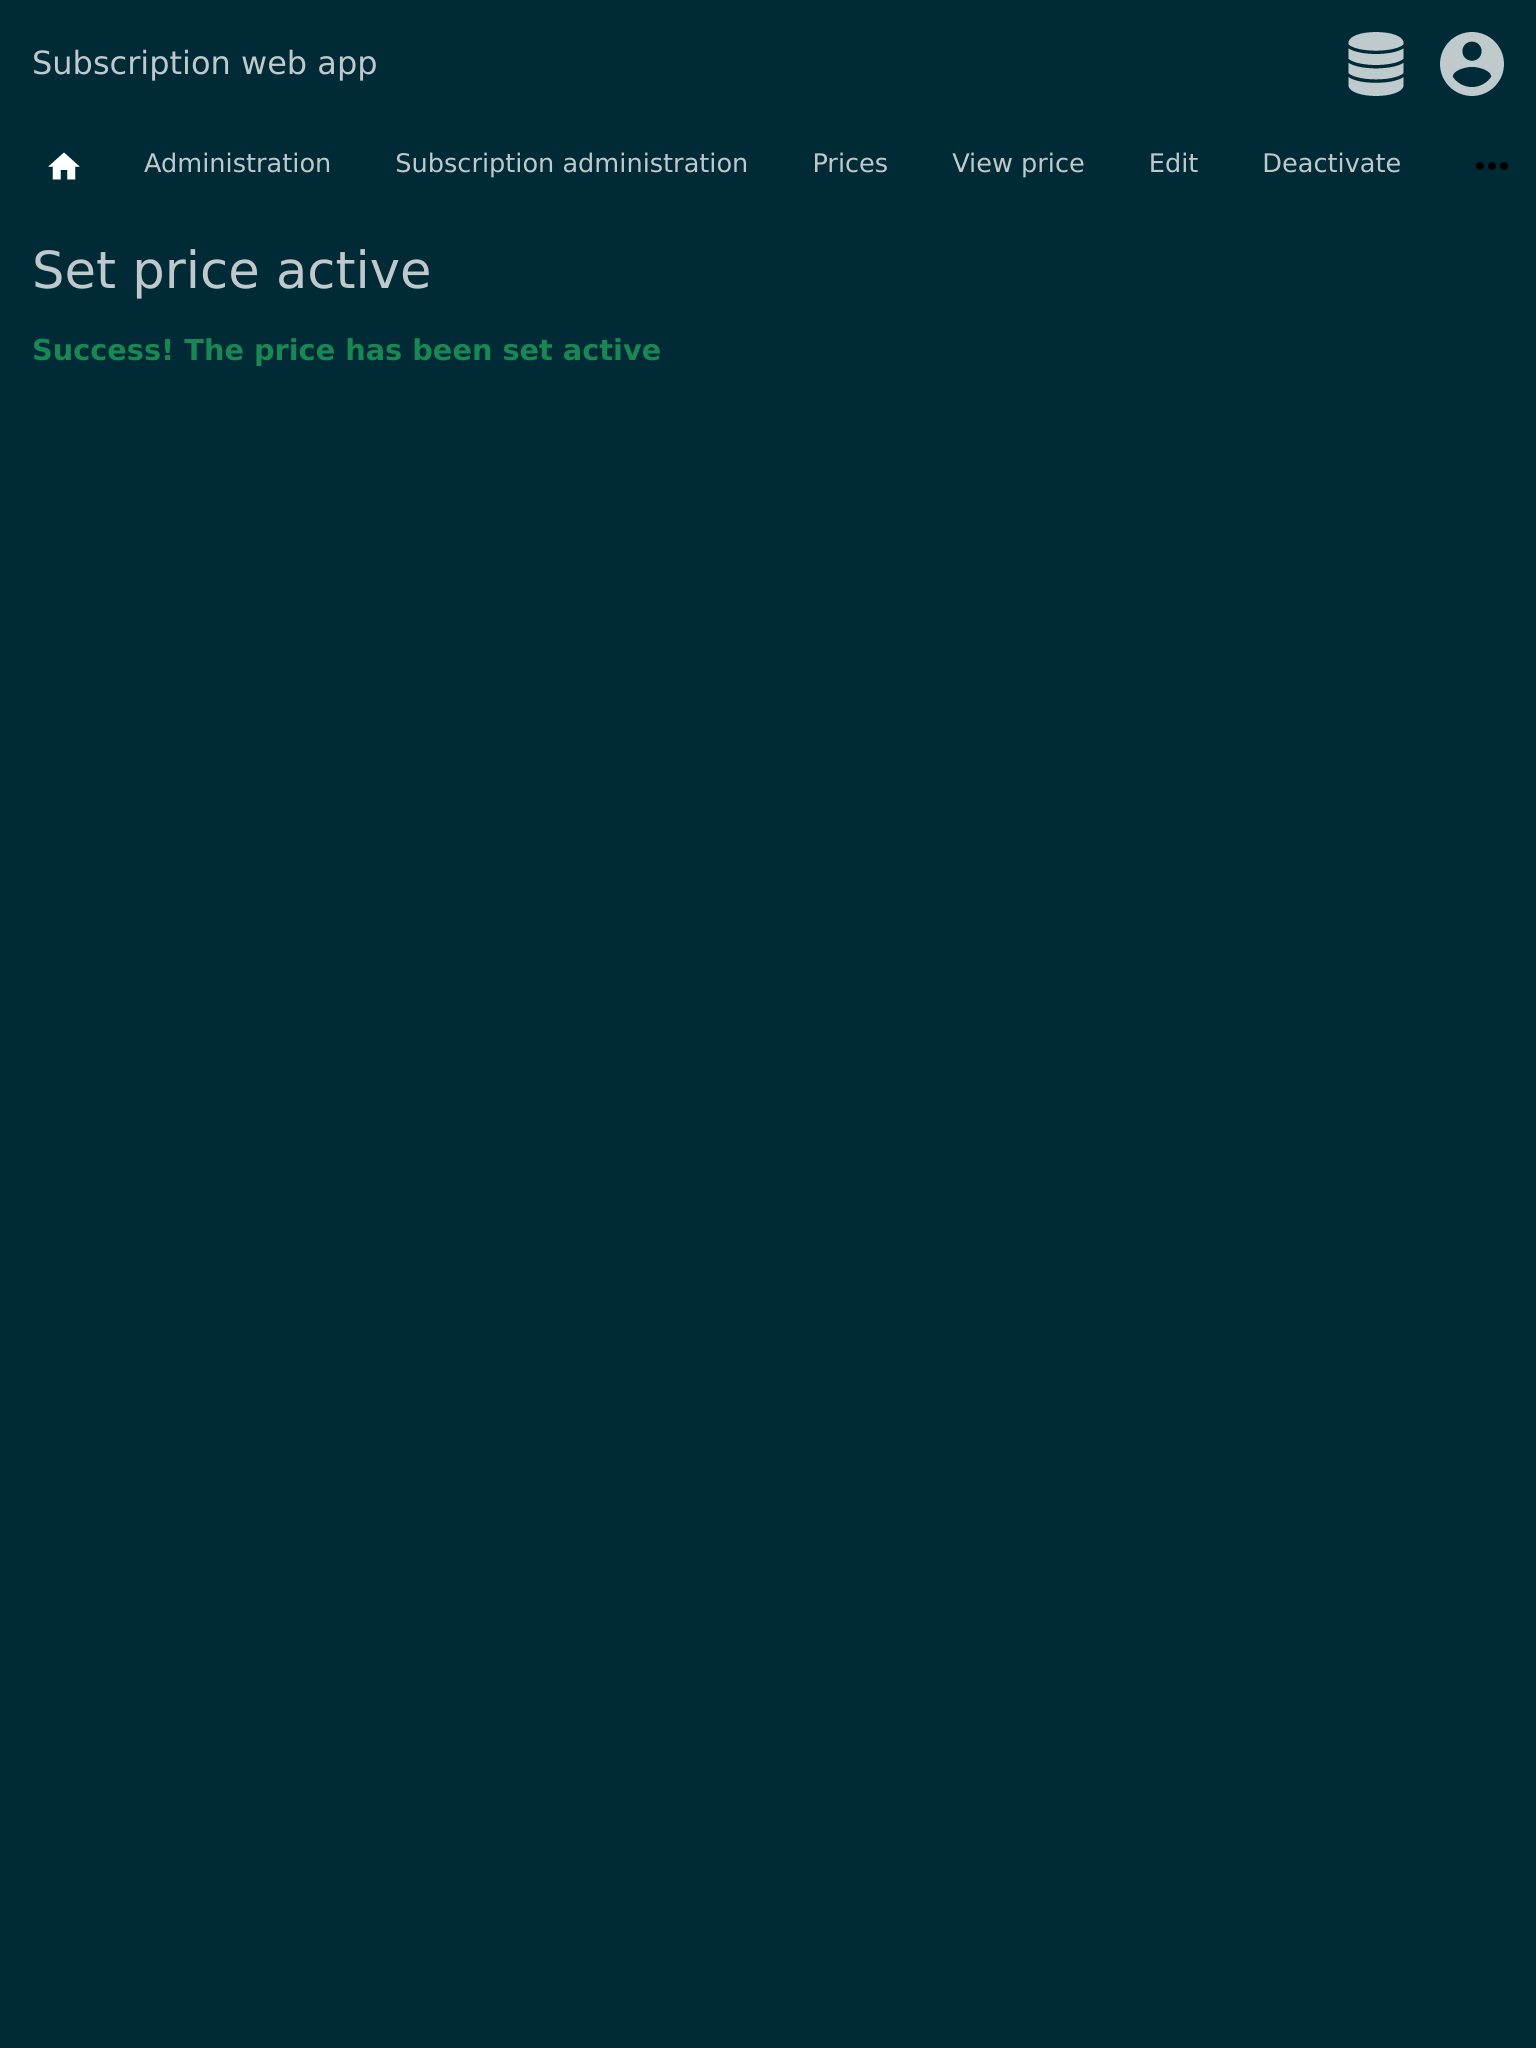 Subscription web app
Administration Subscription administration Prices View price Edit Deactivate
Set price active
Success! The price has been set active